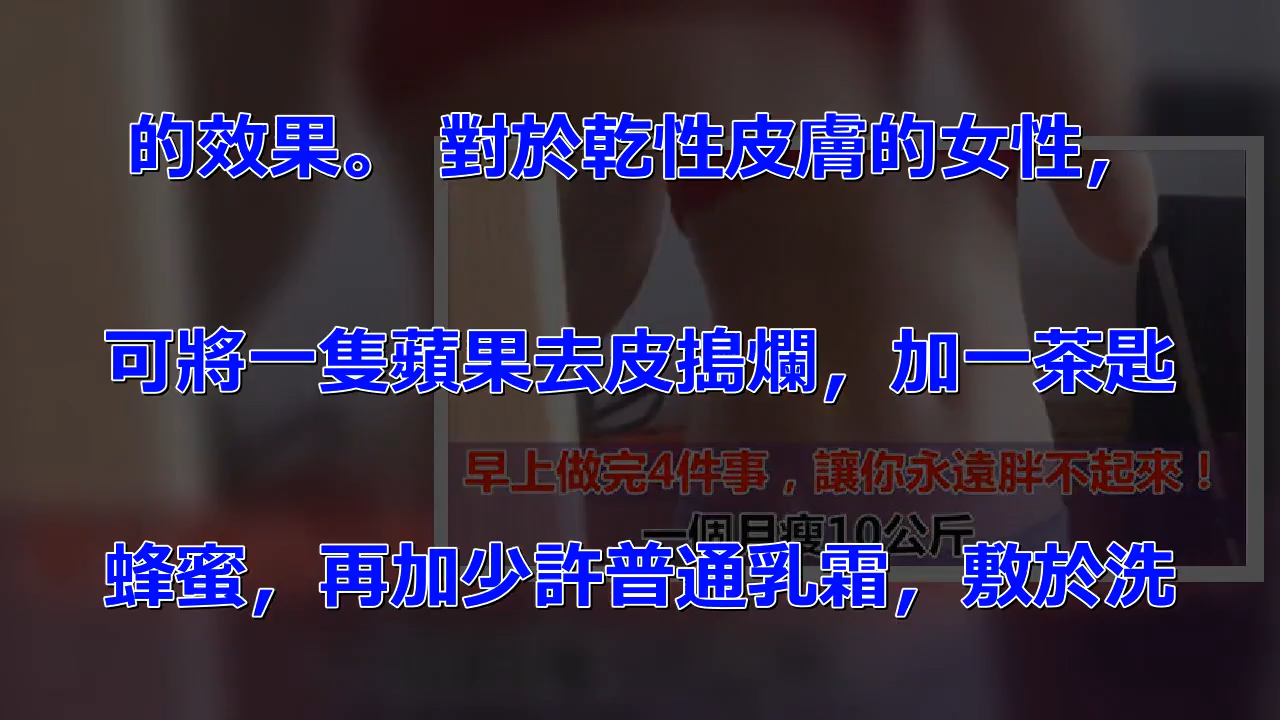 的效果。 對於乾性皮膚的女性，
可將一隻蘋果去皮搗爛，加一茶匙
早上做完4件事，讓你永遠胖不起來！
一個月瘦10公斤
蜂蜜，再加少許普通乳霜，敷於洗